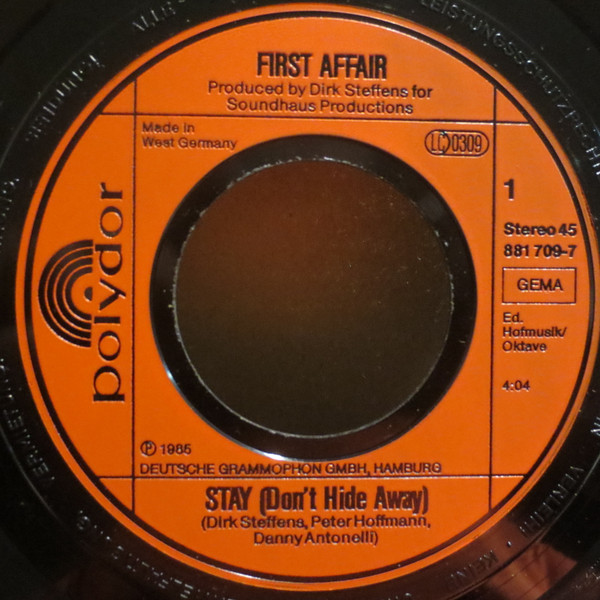 FIRST AFFAIR
Produced by Dirk Steffens for
Soundhaus Productions
Made in
West Germany
LC 0309
1
Stereo 45
881 709-7
GEMA
Ed.
Hofmusik/
Oktave
4:04
polydor
℗ 1985
DEUTSCHE GRAMMOPHON GMBH, HAMBURG
STAY (Don't Hide Away)
(Dirk Steffens, Peter Hoffmann,
Danny Antonelli)